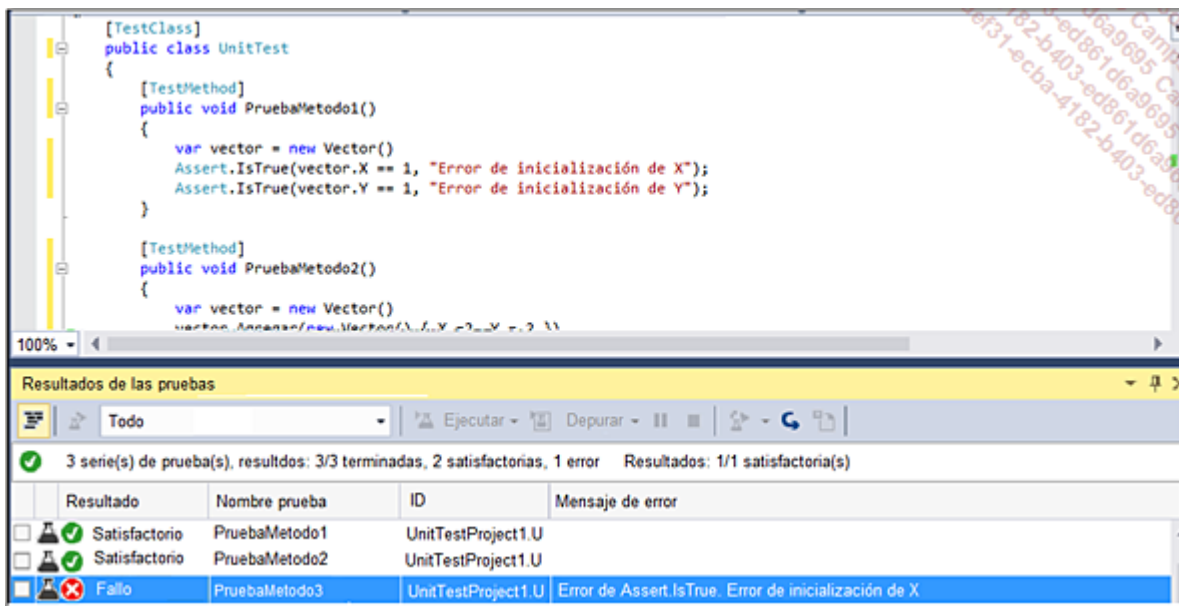 [TestClass]
public class UnitTest
{
[TestMethod]
public void PruebaMetodo1()
{
var vector = new Vector()
Assert.IsTrue(vector.X == 1, "Error de inicialización de X");
Assert.IsTrue(vector.Y == 1, "Error de inicialización de Y");
}
[TestMethod]
public void PruebaMetodo2()
{
var vector = new Vector()
vector.Agregar(new Vector()
100%
Resultados de las pruebas
Todo Ejecutar Depurar
3 serie(s) de prueba(s), resultdos: 3/3 terminadas, 2 satisfactorias, 1 error Resultados: 1/1 satisfactoria(s)
Resultado Nombre prueba ID Mensaje de error
Satisfactorio PruebaMetodo1 UnitTestProject1.U
Satisfactorio PruebaMetodo2 UnitTestProject1.U
Fallo PruebaMetodo3 UnitTestProject1.U Error de Assert.IsTrue. Error de inicialización de X